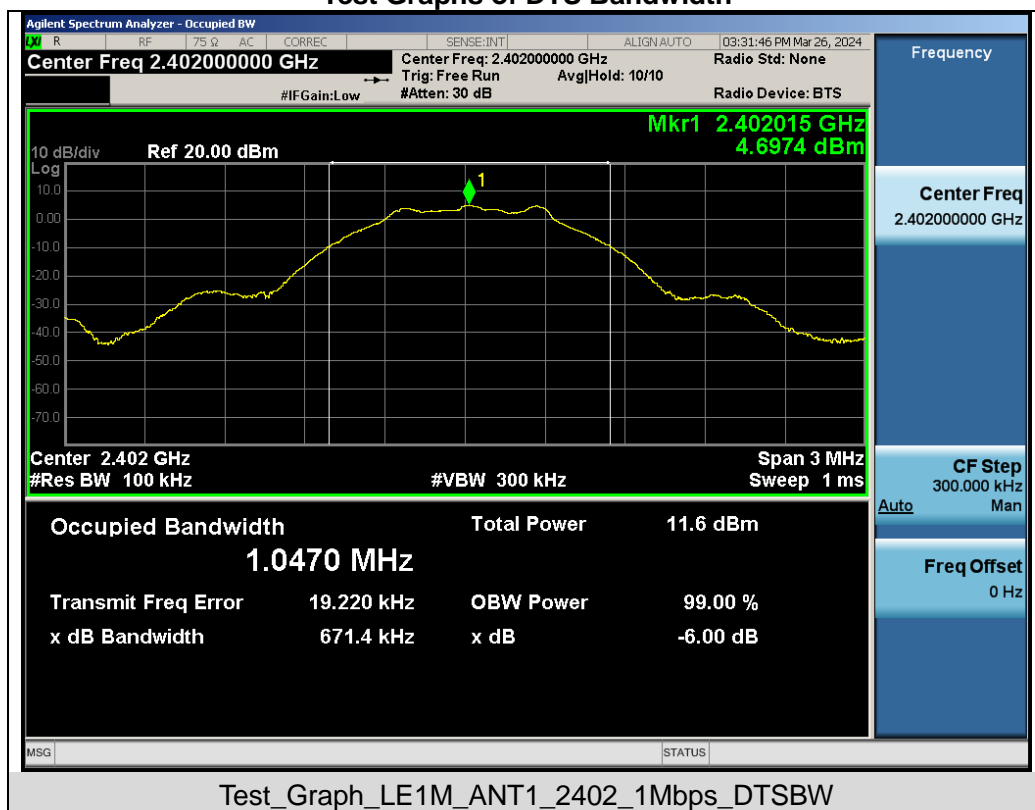 Test Graphs of DTS Bandwidth
Agilent Spectrum Analyzer - Occupied BW
LXI R RF 75 Ω AC CORREC SENSE:INT ALIGN AUTO 03:31:46 PM Mar 26, 2024
Center Freq 2.402000000 GHz
Center Freq: 2.402000000 GHz
Radio Std: None
Trig: Free Run Avg|Hold: 10/10
#IFGain:Low #Atten: 30 dB Radio Device: BTS
Mkr1 2.402015 GHz
4.6974 dBm
10 dB/div Ref 20.00 dBm
Log
10.0
0.00
-10.0
-20.0
-30.0
-40.0
-50.0
-60.0
-70.0
1
Center 2.402 GHz Span 3 MHz
#Res BW 100 kHz #VBW 300 kHz Sweep 1 ms
Occupied Bandwidth Total Power 11.6 dBm
1.0470 MHz
Transmit Freq Error 19.220 kHz OBW Power 99.00 %
x dB Bandwidth 671.4 kHz x dB -6.00 dB
MSG STATUS
Frequency
Center Freq
2.402000000 GHz
CF Step
300.000 kHz
Auto Man
Freq Offset
0 Hz
Test_Graph_LE1M_ANT1_2402_1Mbps_DTSBW